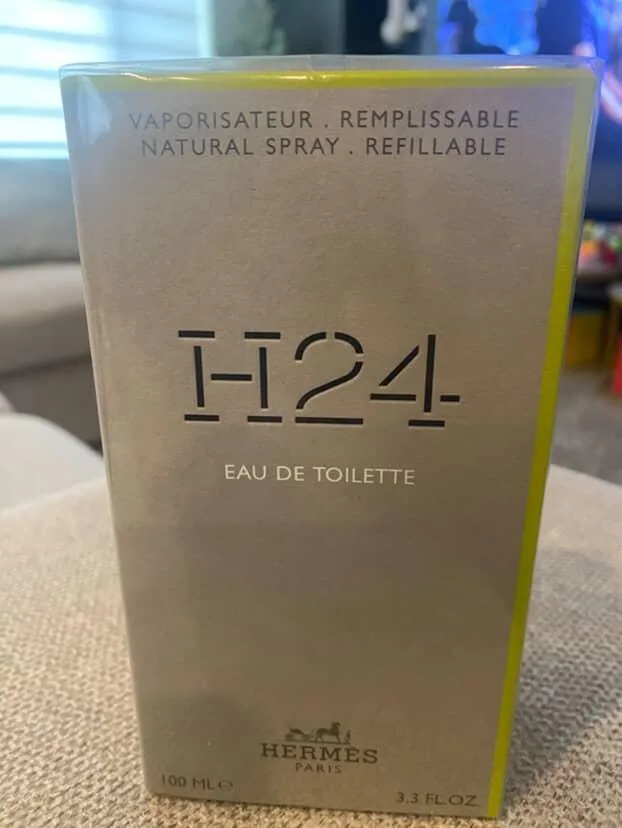 VAPORISATEUR . REMPLISSABLE
NATURAL SPRAY . REFILLABLE
H24
EAU DE TOILETTE
HERMÈS
PARIS
100 ML ℮
3.3 FL.OZ.